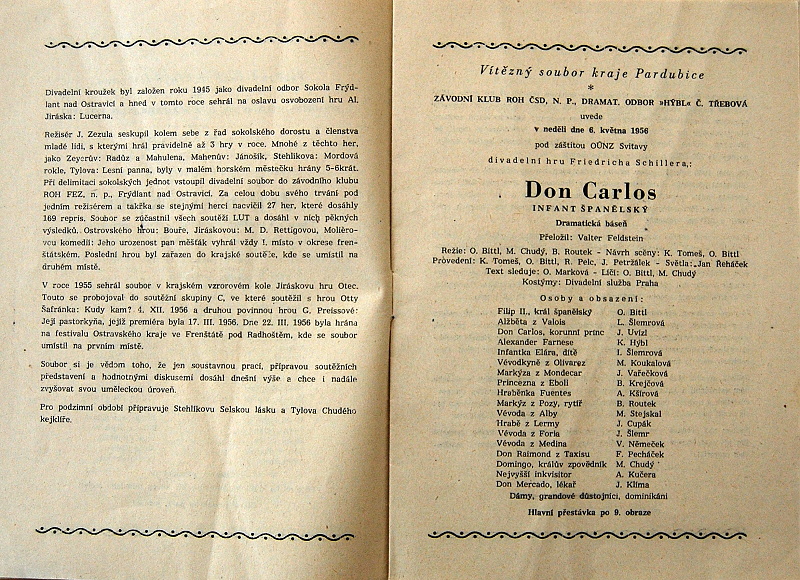 Divadelní kroužek byl založen roku 1945 jako divadelní odbor Sokola Frýd-
lant nad Ostravicí a hned v tomto roce sehrál na oslavu osvobození hru Al.
Jiráska: Lucerna.
Režisér J. Zezula seskupil kolem sebe z řad sokolského dorostu a členstva
mladé lidi, s kterými hrál pravidelně až 3 hry v roce. Mnohé z těchto her,
jako Zeyerův: Radúz a Mahulena, Mahenův: Jánošík, Stehlíkova: Mordová
rokle, Tylova: Lesní panna, byly v malém horském městečku hrány 5-6krát.
Při delimitaci sokolských jednot vstoupil divadelní soubor do závodního klubu
ROH FEZ, n. p., Frýdlant nad Ostravicí. Za celou dobu svého trvání pod
jedním režisérem a takřka se stejnými herci nacvičil 27 her, které dosáhly
169 repris. Soubor se zúčastnil všech soutěží LUT a dosáhl v nich pěkných
výsledků. Ostrovského hrou: Bouře, Jiráskovou: M. D. Rettigovou, Moliéro-
vou komedií: Jeho urozenost pan měšťák vyhrál vždy I. místo v okrese fren-
štátském. Poslední hrou byl zařazen do krajské soutěže, kde se umístil na
druhém místě.
V roce 1955 sehrál soubor v krajském vzorovém kole Jiráskovu hru Otec.
Touto se probojoval do soutěžní skupiny C, ve které soutěžil s hrou Otty
Šafránka: Kudy kam? 4. XII. 1956 a druhou povinnou hrou G. Preissové:
Její pastorkyňa, jejíž premiéra byla 17. III. 1956. Dne 22. III. 1956 byla hrána
na festivalu Ostravského kraje ve Frenštátě pod Radhoštěm, kde se soubor
umístil na prvním místě.
Soubor si je vědom toho, že jen soustavnou prací, přípravou soutěžních
představení a hodnotnými diskusemi dosáhl dnešní výše a chce i nadále
zvyšovat svou uměleckou úroveň.
Pro podzimní období připravuje Stehlíkovu Selskou lásku a Tylova Chudého
kejklíře.
Vítězný soubor kraje Pardubice
*
ZÁVODNÍ KLUB ROH ČSD, N. P., DRAMAT. ODBOR »HÝBL« Č. TŘEBOVÁ
uvede
v neděli dne 6. května 1956
pod záštitou OÚNZ Svitavy
divadelní hru Friedricha Schillera,:
Don Carlos
INFANT ŠPANĚLSKÝ
Dramatická báseň
Přeložil: Valter Feldstein
Režie: O. Bittl, M. Chudý, B. Routek - Návrh scény: K. Tomeš, O. Bittl
Provedení: K. Tomeš, O. Bittl, R. Pelc, J. Petržálek - Světla: Jan Řeháček
Text sleduje: O. Marková - Líčí: O. Bittl, M. Chudý
Kostýmy: Divadelní služba Praha
Osoby a obsazení:
Filip II., král španělský O. Bittl
Alžběta z Valois L. Šlemrová
Don Carlos, korunní princ J. Uvízl
Alexander Farnese K. Hýbl
Infantka Elára, dítě I. Šlemrová
Vévodkyně z Olivarez M. Koukalová
Markýza z Mondecar J. Vařečková
Princezna z Eboli B. Krejčová
Hraběnka Fuentes A. Kšírová
Markýz z Pozy, rytíř B. Routek
Vévoda z Alby M. Stejskal
Hrabě z Lermy J. Cupák
Vévoda z Foria J. Šlemr
Vévoda z Medina V. Němeček
Don Raimond z Taxisu F. Pecháček
Domingo, králův zpovědník M. Chudý
Nejvyšší inkvisitor A. Kučera
Don Mercado, lékař J. Klíma
Dámy, grandové důstojníci, dominikáni
Hlavní přestávka po 9. obraze